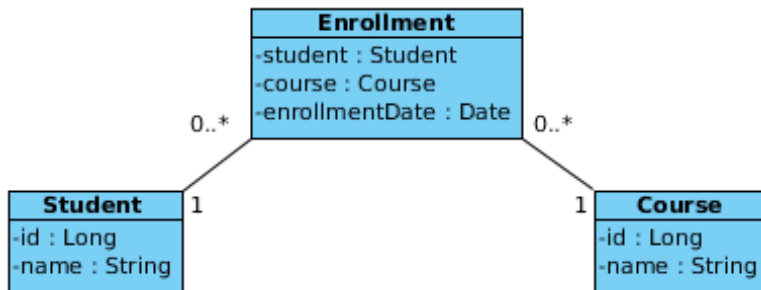 Enrollment
-student : Student
-course : Course
-enrollmentDate : Date
0..*
0..*
1
1
Student
-id : Long
-name : String
Course
-id : Long
-name : String